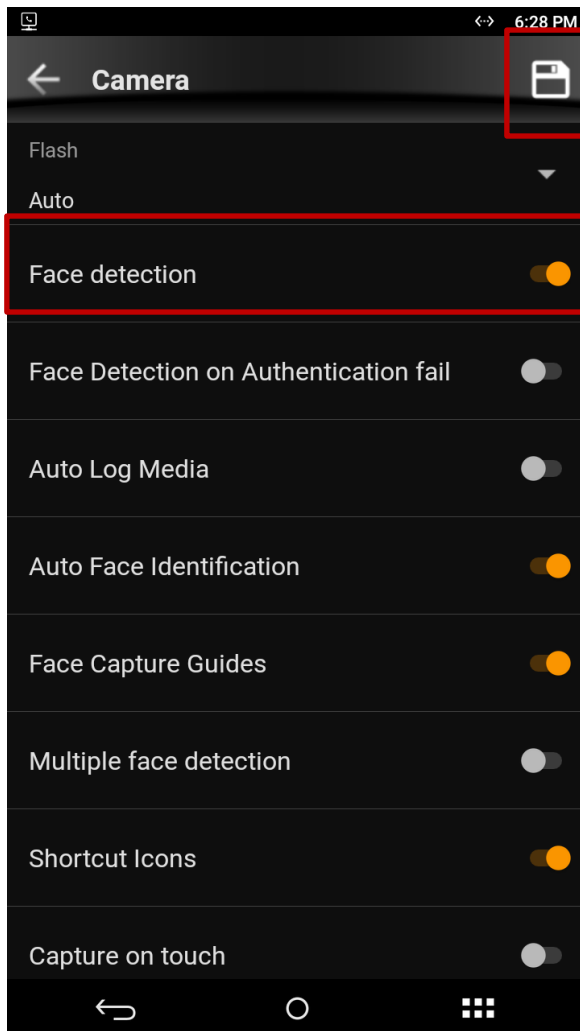 6:28 PM
Camera
Flash
Auto
Face detection
Face Detection on Authentication fail
Auto Log Media
Auto Face Identification
Face Capture Guides
Multiple face detection
Shortcut Icons
Capture on touch